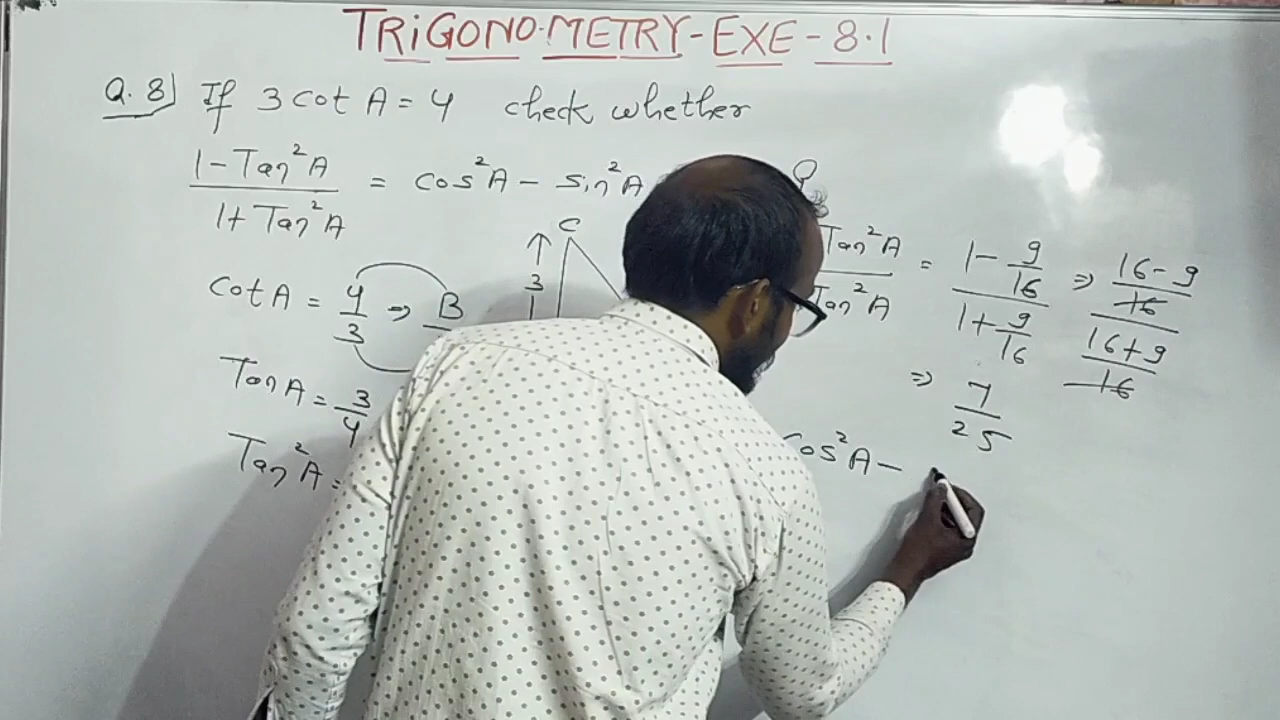 TRIGONOMETRY-EXE-8.1
Q.8) If 3 cot A = 4 check whether
1 - Tan²A / 1 + Tan²A = cos²A - sin²A
cot A = 4/3 ⇒ B
Tan A = 3/4
Tan²A =
C
↑
3
Tan²A / Tan²A = 1 - 9/16 / 1 + 9/16 ⇒ 16 - 9 / 16 / 16 + 9 / 16
⇒ 7/25
Cos²A -